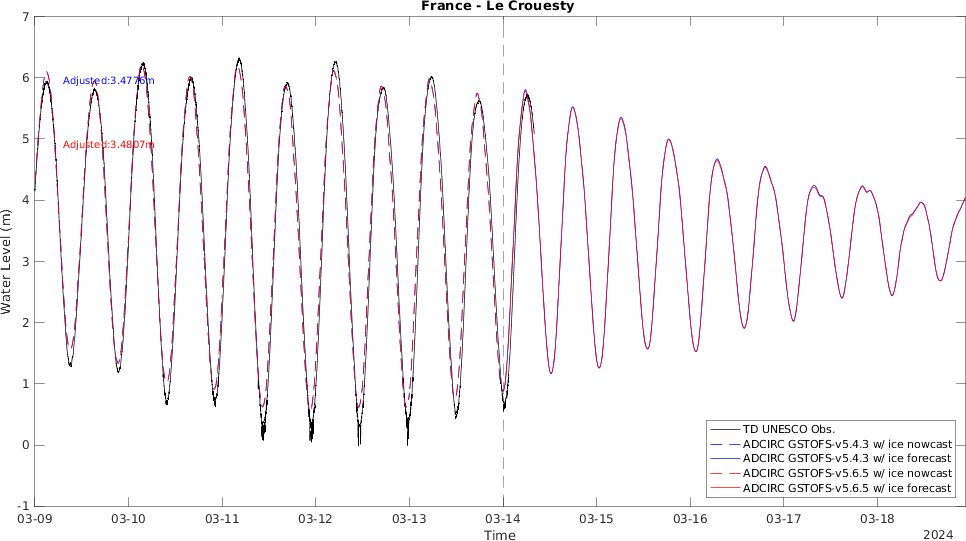 France - Le Crouesty
7
6
5
4
3
2
1
0
-1
Water Level (m)
Adjusted:3.4776m
Adjusted:3.4807m
TD UNESCO Obs.
ADCIRC GSTOFS-v5.4.3 w/ ice nowcast
ADCIRC GSTOFS-v5.4.3 w/ ice forecast
ADCIRC GSTOFS-v5.6.5 w/ ice nowcast
ADCIRC GSTOFS-v5.6.5 w/ ice forecast
03-09 03-10 03-11 03-12 03-13 03-14 03-15 03-16 03-17 03-18
Time
2024